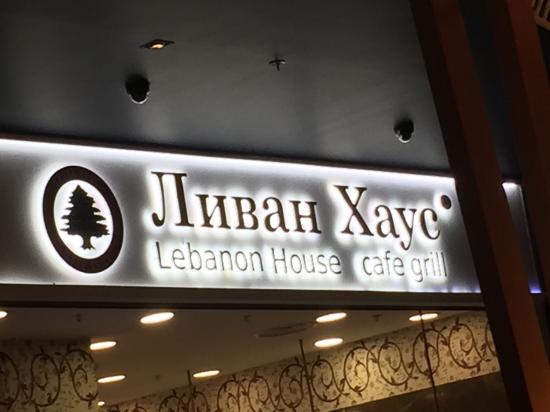 Ливан Хаус
Lebanon House cafe grill